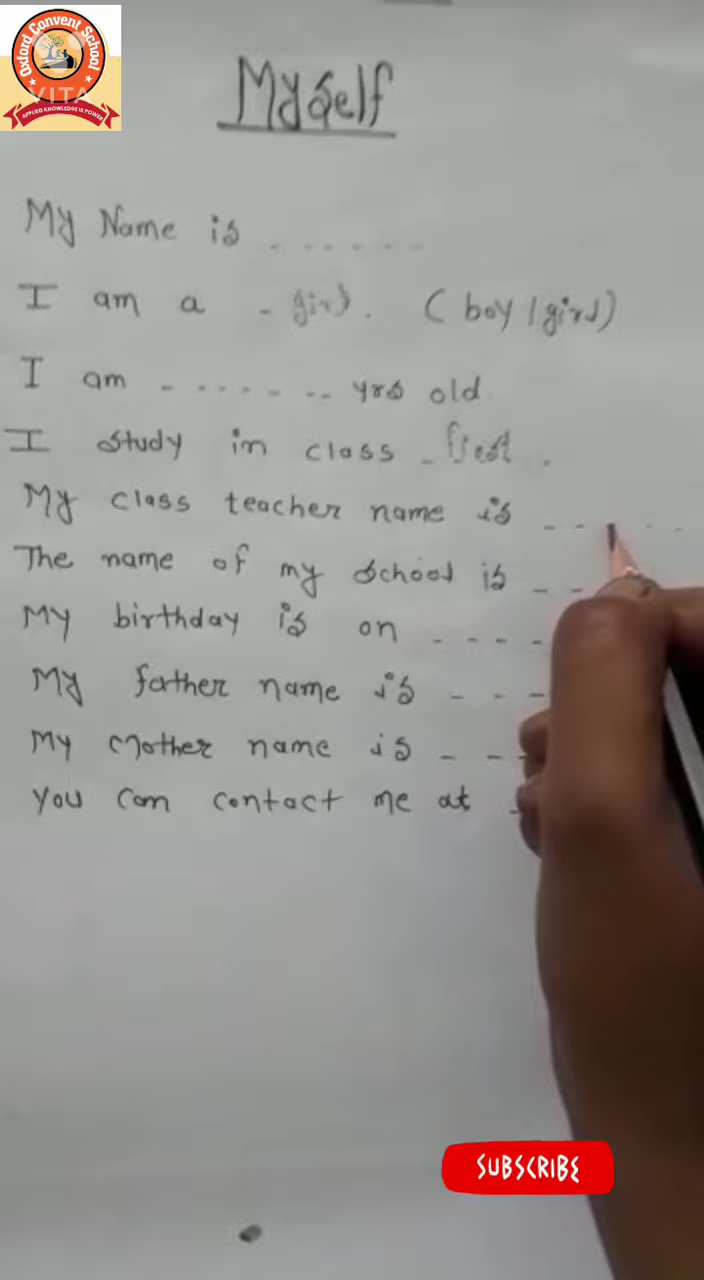 Oxford Convent School
VITA
APPLIED KNOWLEDGE IS POWER
Myself
My Name is ......
I am a - girl. (boy / girl)
I am - - - - - - - yrs old.
I study in class - first.
My class teacher name is - - - - -
The name of my school is - -
My birthday is on - - - -
My father name is - - -
My Mother name is - - -
You can contact me at -
SUBSCRIBE